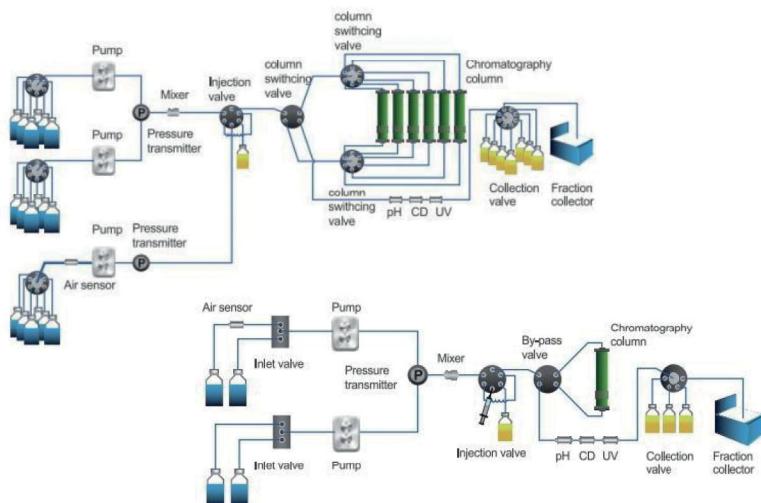 column
swithcing
valve
Pump
Injection
valve
column
swithcing
valve
Chromatography
column
Mixer
P
Pressure
transmitter
Pump
column
swithcing
valve
Collection
valve
Fraction
collector
pH
CD
UV
Pump
Pressure
transmitter
P
Air sensor
Air sensor
Pump
Inlet valve
Pressure
transmitter
P
Mixer
By-pass
valve
Chromatography
column
Inlet valve
Pump
Injection valve
pH
CD
UV
Collection
valve
Fraction
collector